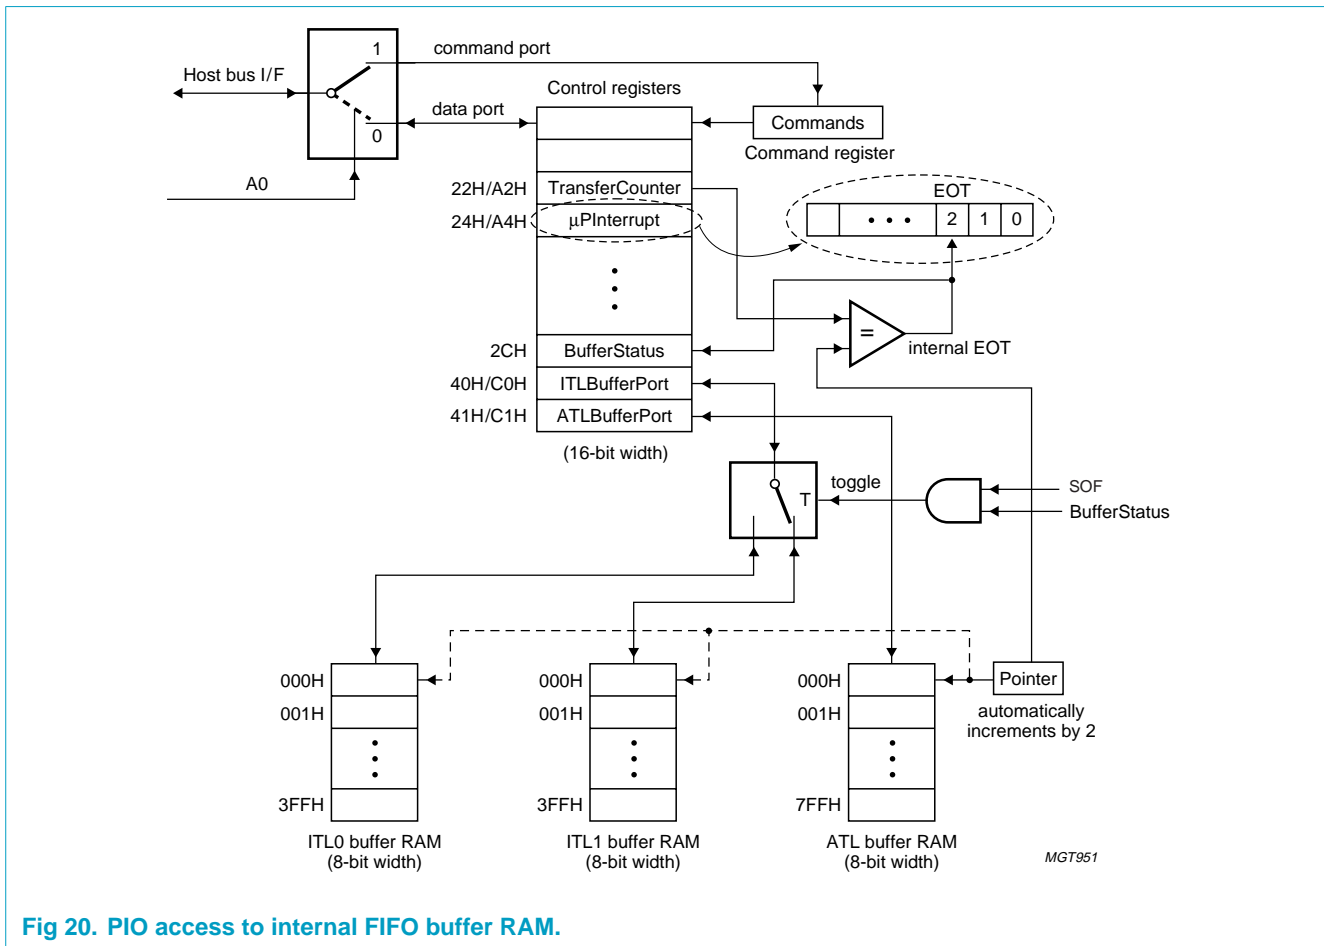 1
command port
Host bus I/F
Control registers
data port
0
Commands
Command register
A0
22H/A2H
TransferCounter
EOT
24H/A4H
μPInterrupt
• • •
2
1
0
=
internal EOT
2CH
BufferStatus
40H/C0H
ITLBufferPort
41H/C1H
ATLBufferPort
(16-bit width)
T
toggle
SOF
BufferStatus
000H
000H
000H
Pointer
001H
001H
001H
automatically
increments by 2
3FFH
3FFH
7FFH
ITL0 buffer RAM
(8-bit width)
ITL1 buffer RAM
(8-bit width)
ATL buffer RAM
(8-bit width)
MGT951
Fig 20. PIO access to internal FIFO buffer RAM.